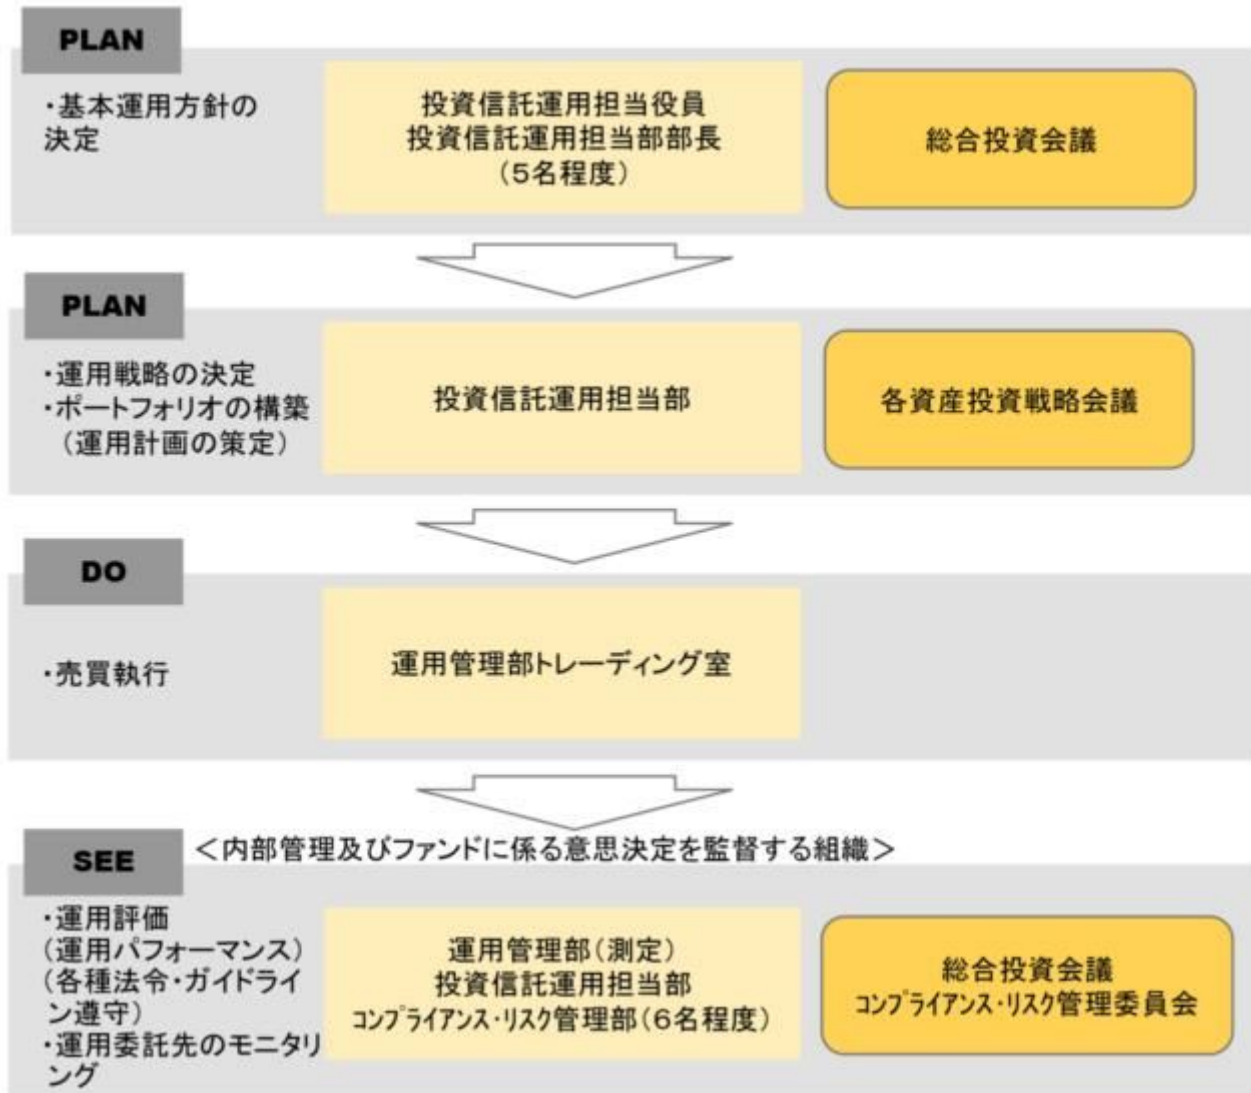 PLAN
・基本運用方針の
決定
投資信託運用担当役員
投資信託運用担当部部長
(5名程度)
総合投資会議
PLAN
・運用戦略の決定
・ポートフォリオの構築
(運用計画の策定)
投資信託運用担当部
各資産投資戦略会議
DO
・売買執行
運用管理部トレーディング室
SEE
＜内部管理及びファンドに係る意思決定を監督する組織＞
・運用評価
(運用パフォーマンス)
(各種法令・ガイドライ
ン遵守)
・運用委託先のモニタリ
ング
運用管理部(測定)
投資信託運用担当部
ｺﾝﾌﾟﾗｲｱﾝｽ・ﾘｽｸ管理部(6名程度)
総合投資会議
ｺﾝﾌﾟﾗｲｱﾝｽ・ﾘｽｸ管理委員会